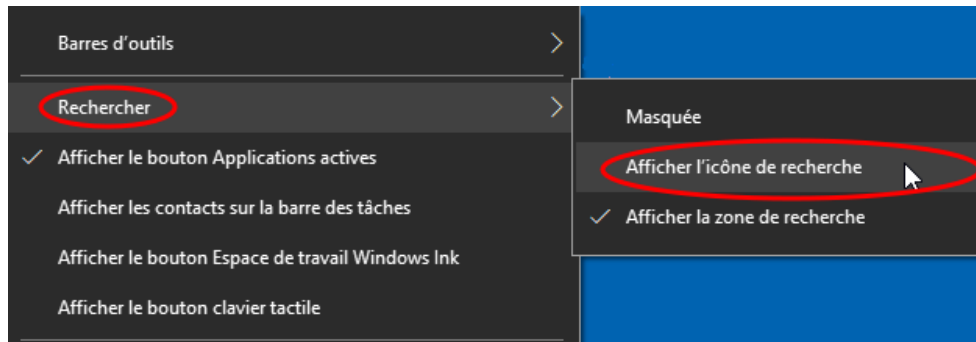 Barres d'outils
Rechercher
Afficher le bouton Applications actives
Afficher les contacts sur la barre des tâches
Afficher le bouton Espace de travail Windows Ink
Afficher le bouton clavier tactile
Masquée
Afficher l'icône de recherche
Afficher la zone de recherche